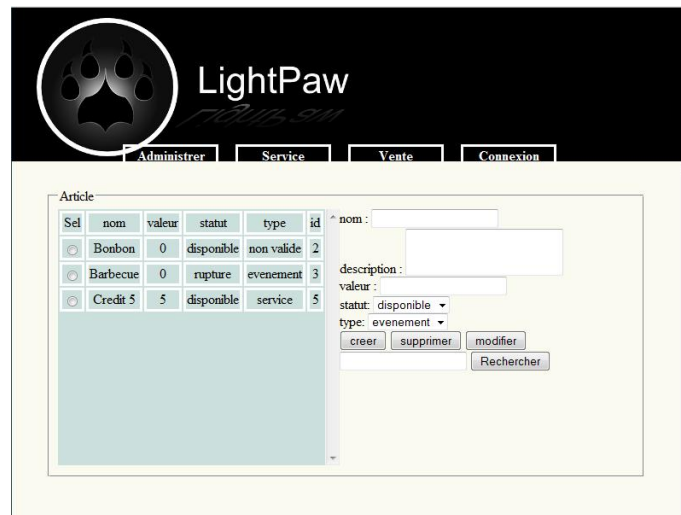 LightPaw
Administrer Service Vente Connexion
Article
Sel nom valeur statut type id
Bonbon 0 disponible non valide 2
Barbecue 0 rupture evenement 3
Credit 5 5 disponible service 5
nom :
description :
valeur :
statut: disponible
type: evenement
creer supprimer modifier
Rechercher